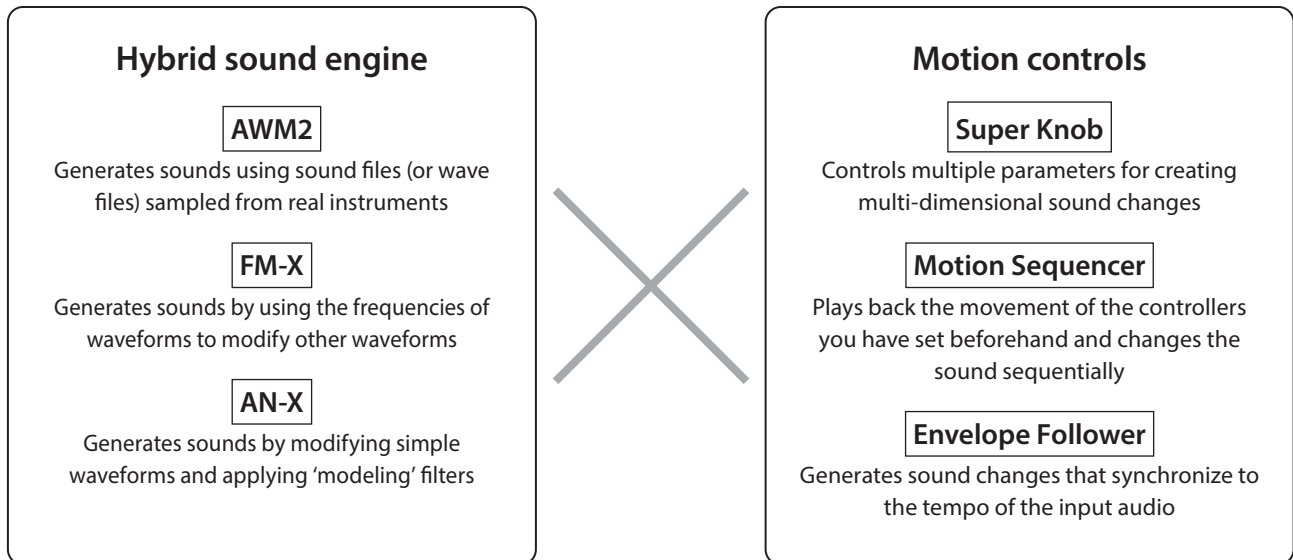 Hybrid sound engine
AWM2
Generates sounds using sound files (or wave
files) sampled from real instruments
FM-X
Generates sounds by using the frequencies of
waveforms to modify other waveforms
AN-X
Generates sounds by modifying simple
waveforms and applying ‘modeling’ filters
Motion controls
Super Knob
Controls multiple parameters for creating
multi-dimensional sound changes
Motion Sequencer
Plays back the movement of the controllers
you have set beforehand and changes the
sound sequentially
Envelope Follower
Generates sound changes that synchronize to
the tempo of the input audio